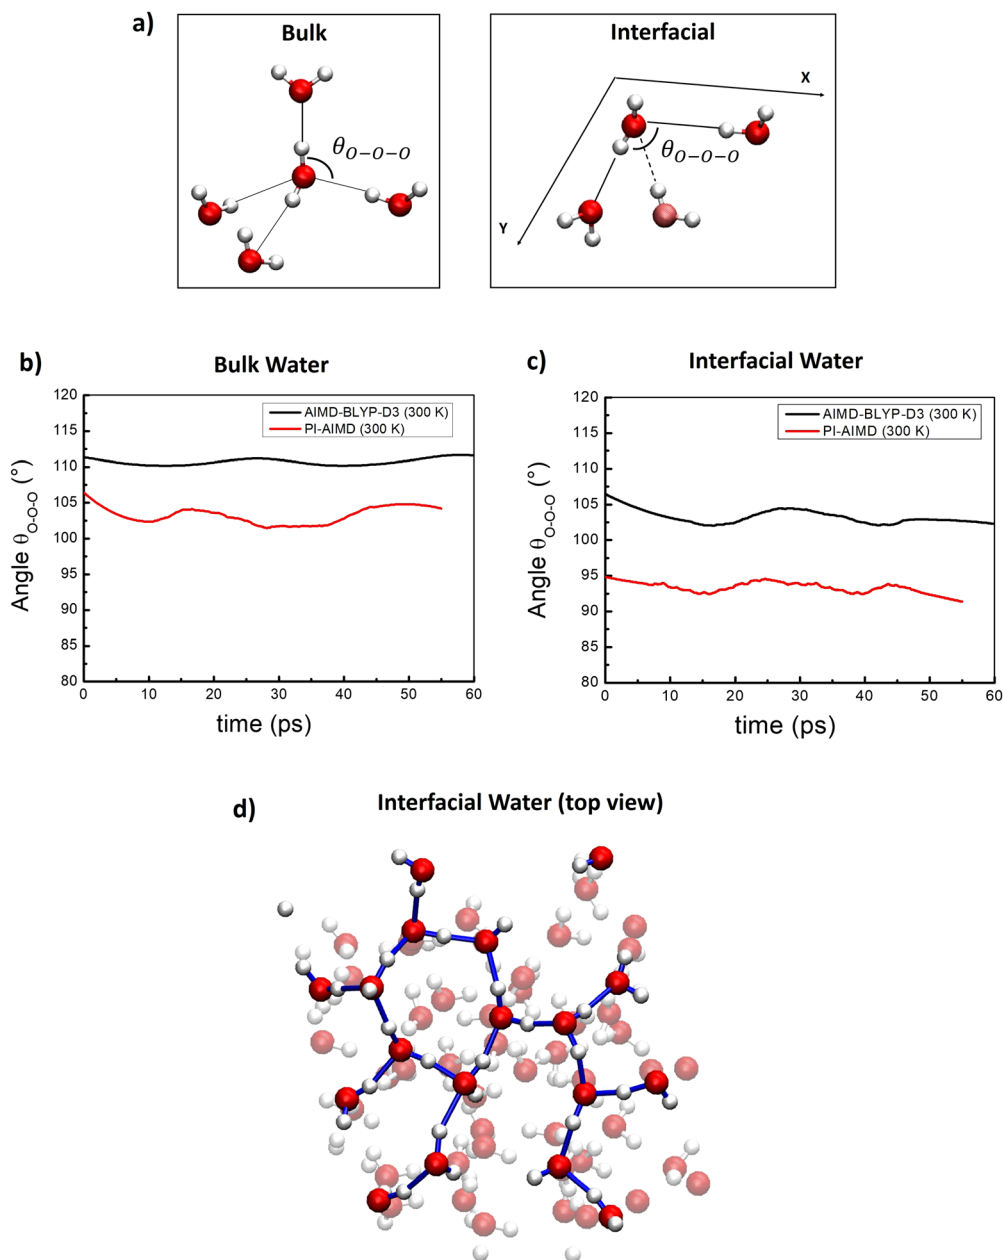 a)
Bulk
θO-O-O
Interfacial
X
θO-O-O
Y
b)
Bulk Water
120
115
110
105
100
95
90
85
80
Angle θO-O-O (°)
AIMD-BLYP-D3 (300 K)
PI-AIMD (300 K)
0 10 20 30 40 50 60
time (ps)
c)
Interfacial Water
120
115
110
105
100
95
90
85
80
Angle θO-O-O (°)
AIMD-BLYP-D3 (300 K)
PI-AIMD (300 K)
0 10 20 30 40 50 60
time (ps)
d)
Interfacial Water (top view)